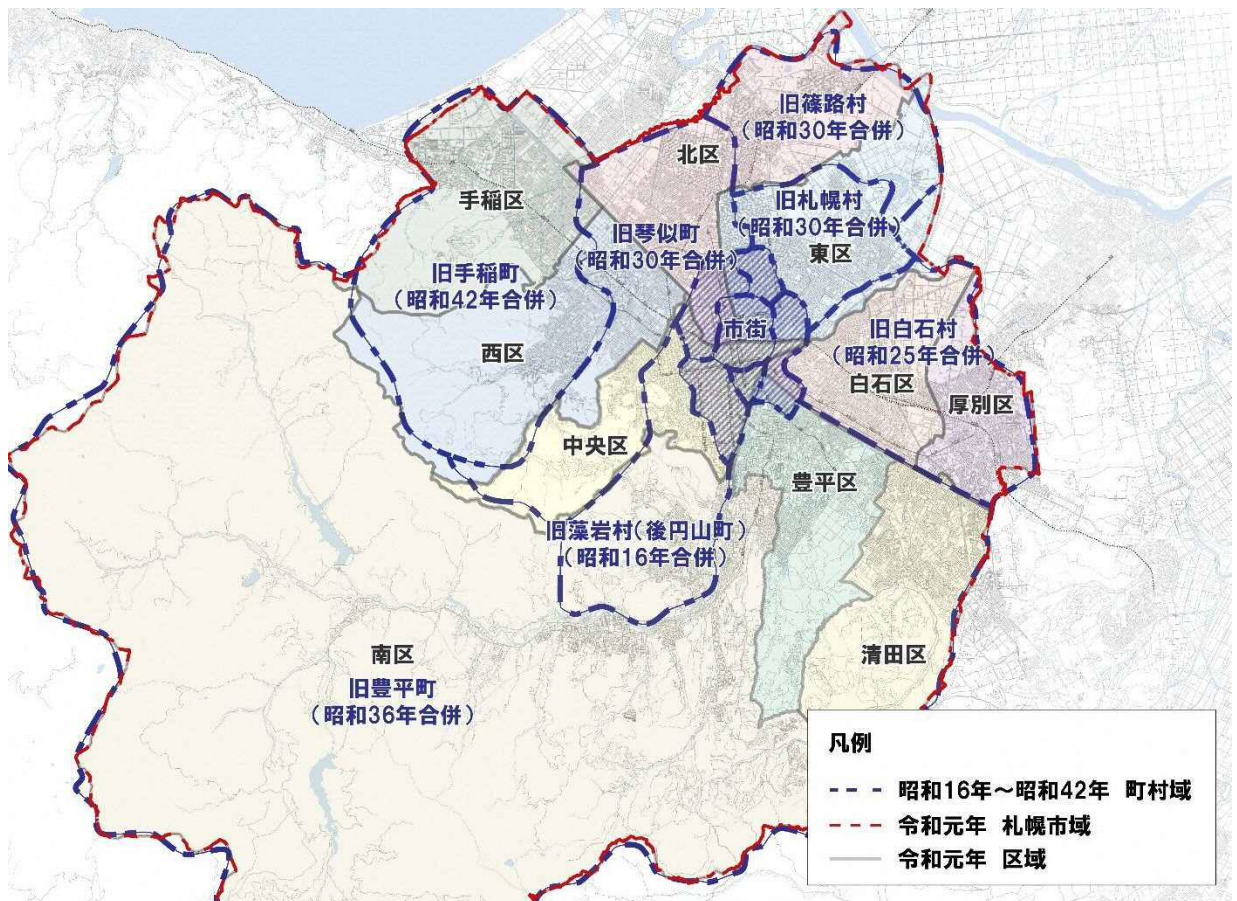 旧篠路村
（昭和30年合併）
北区
手稲区
旧札幌村
（昭和30年合併）
東区
旧琴似町
（昭和30年合併）
旧手稲町
（昭和42年合併）
市街
旧白石村
（昭和25年合併）
白石区
西区
厚別区
中央区
豊平区
旧藻岩村（後円山町）
（昭和16年合併）
南区
旧豊平町
（昭和36年合併）
清田区
凡例
昭和16年～昭和42年 町村域
令和元年 札幌市域
令和元年 区域